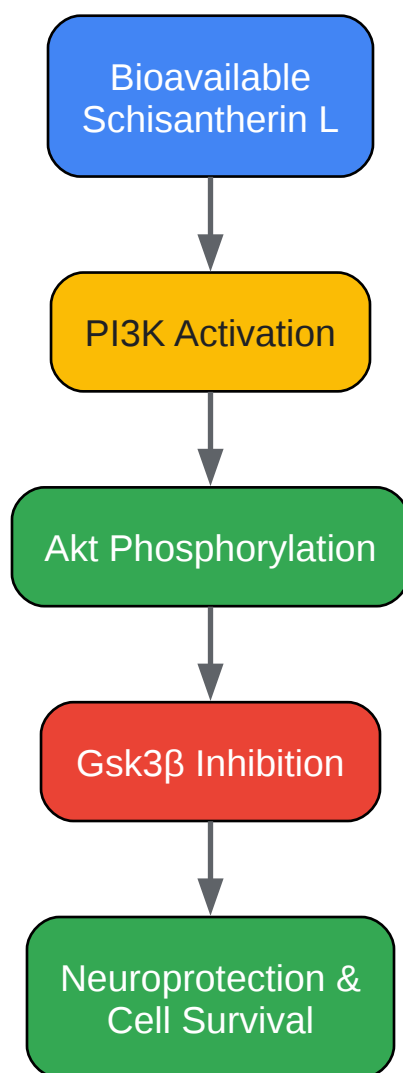 Bioavailable
Schisantherin L
PI3K Activation
Akt Phosphorylation
Gsk3β Inhibition
Neuroprotection &
Cell Survival